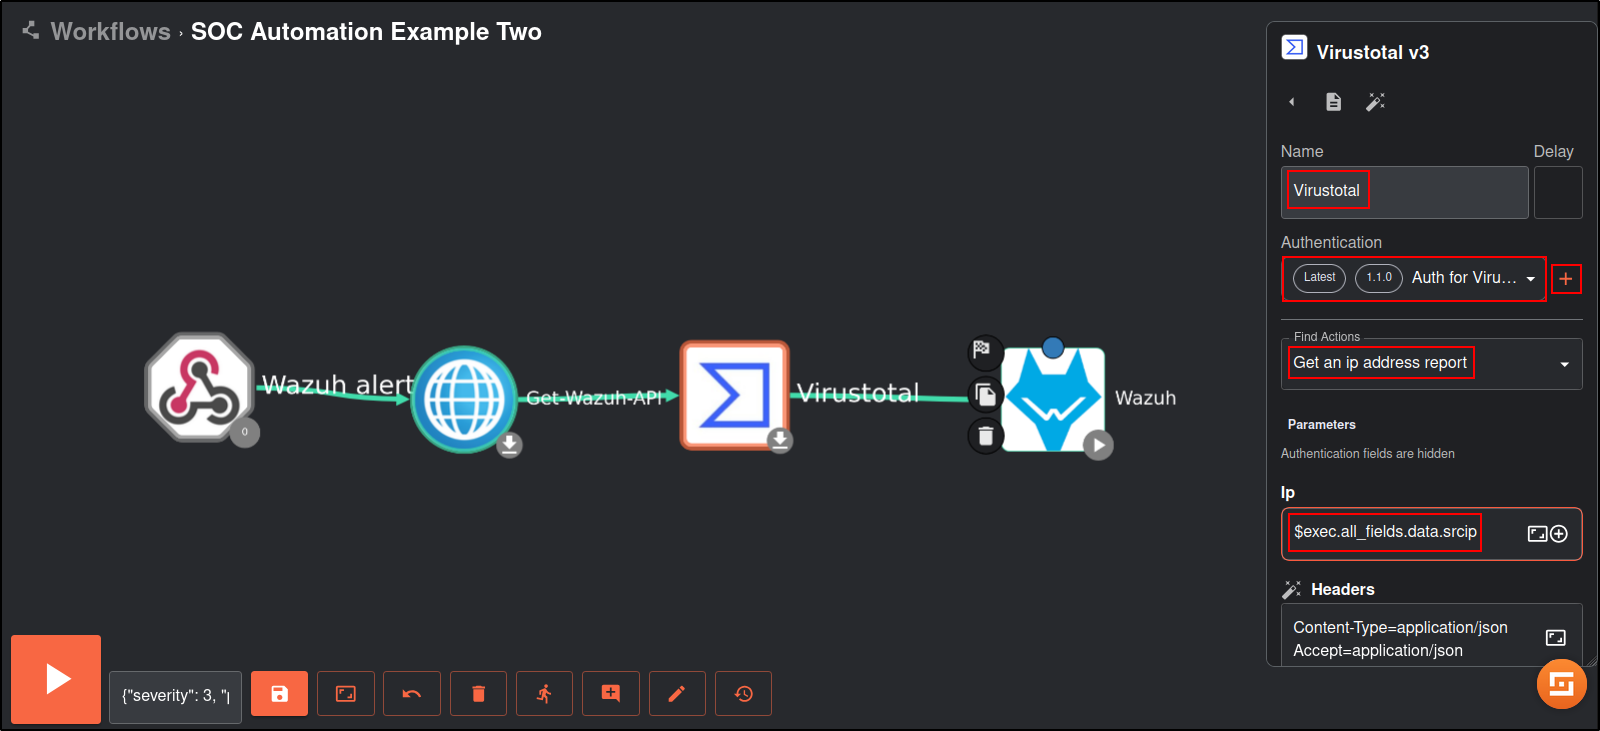 Workflows › SOC Automation Example Two
Wazuh alert
0
Get-Wazuh-API
Virustotal
Wazuh
{"severity": 3, "p
Virustotal v3
Name
Delay
Virustotal
Authentication
Latest
1.1.0
Auth for Viru...
Find Actions
Get an ip address report
Parameters
Authentication fields are hidden
Ip
$exec.all_fields.data.srcip
Headers
Content-Type=application/json
Accept=application/json